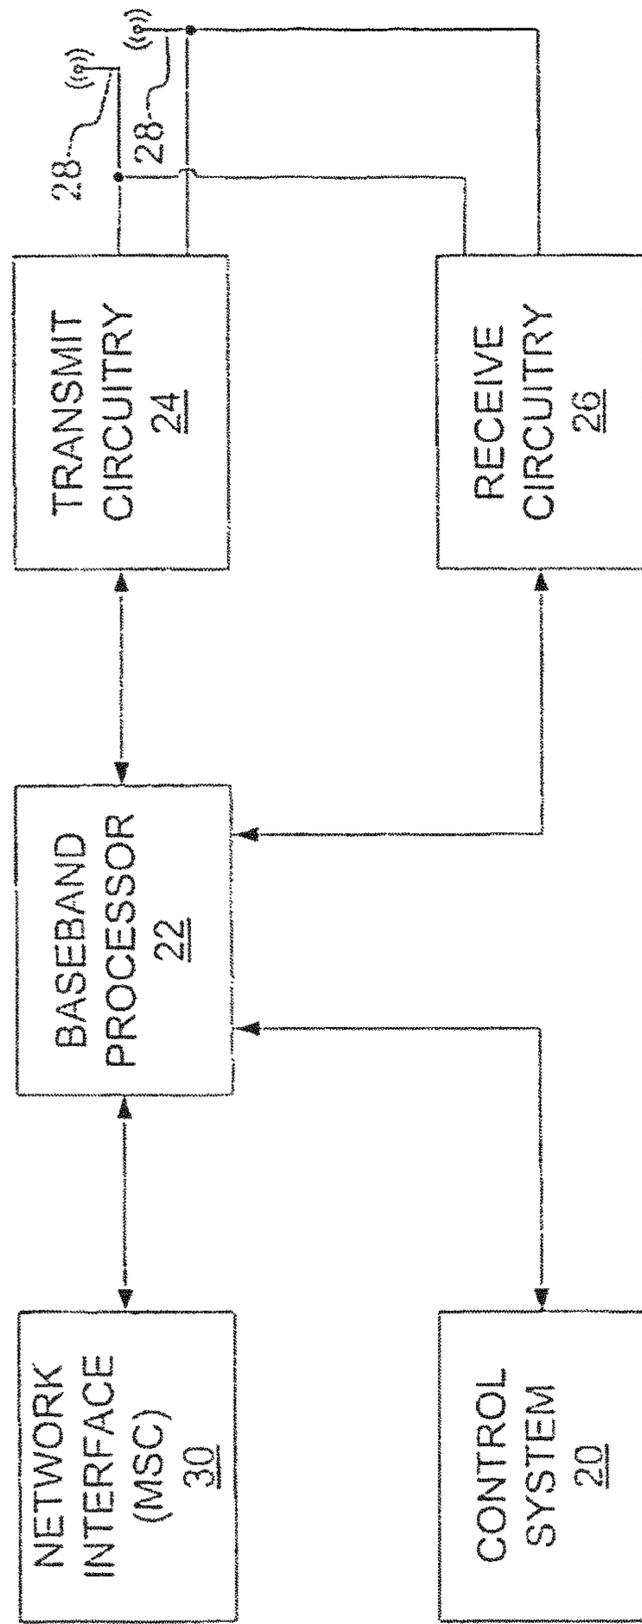 NETWORK
INTERFACE
(MSC)
30
BASEBAND
PROCESSOR
22
TRANSMIT
CIRCUITRY
24
28
28
CONTROL
SYSTEM
20
RECEIVE
CIRCUITRY
26